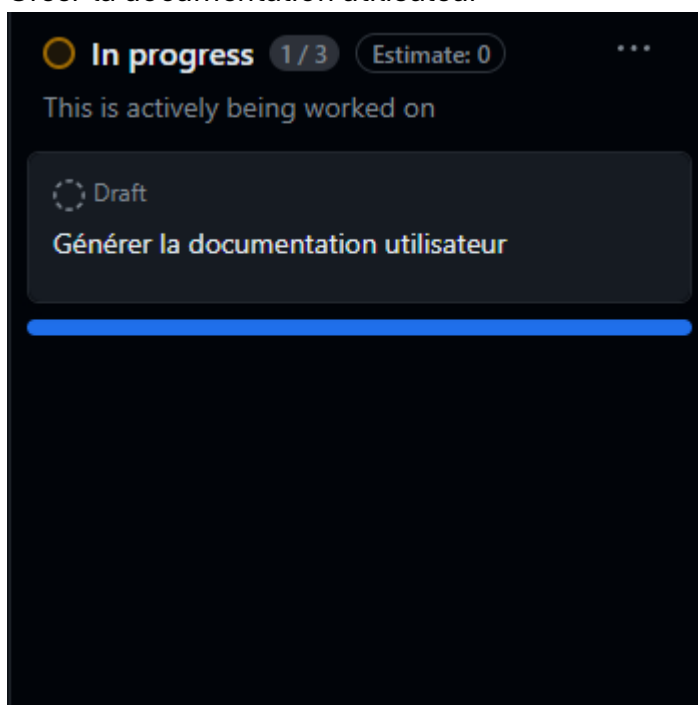 In progress 1 / 3 Estimate: 0 ...
This is actively being worked on
Draft
Générer la documentation utilisateur